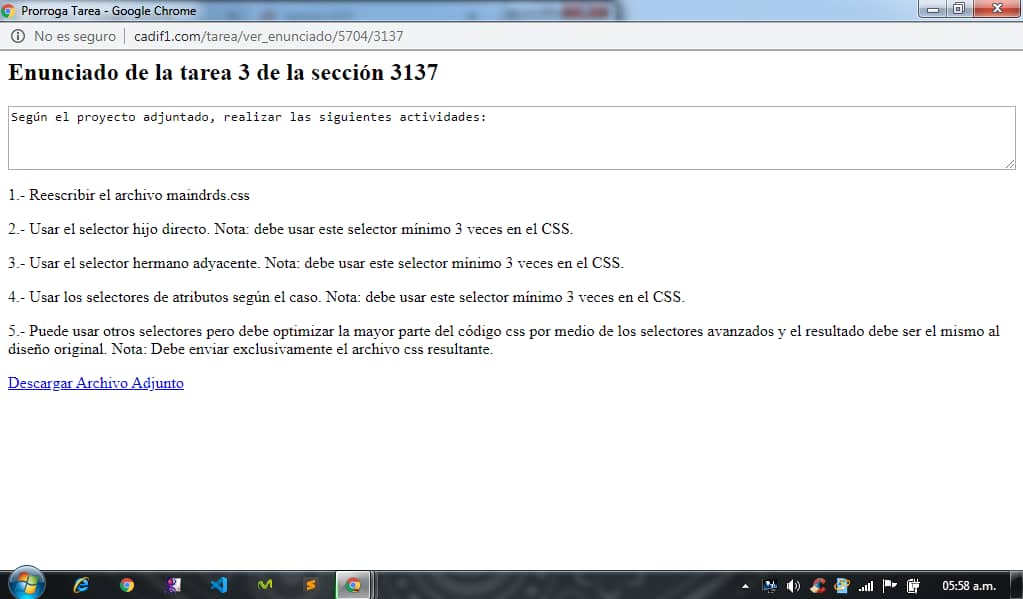 Prorroga Tarea - Google Chrome
No es seguro | cadif1.com/tarea/ver_enunciado/5704/3137
Enunciado de la tarea 3 de la sección 3137
Según el proyecto adjuntado, realizar las siguientes actividades:
1.- Reescribir el archivo maindrds.css
2.- Usar el selector hijo directo. Nota: debe usar este selector mínimo 3 veces en el CSS.
3.- Usar el selector hermano adyacente. Nota: debe usar este selector mínimo 3 veces en el CSS.
4.- Usar los selectores de atributos según el caso. Nota: debe usar este selector mínimo 3 veces en el CSS.
5.- Puede usar otros selectores pero debe optimizar la mayor parte del código css por medio de los selectores avanzados y el resultado debe ser el mismo al
diseño original. Nota: Debe enviar exclusivamente el archivo css resultante.
Descargar Archivo Adjunto
05:58 a.m.